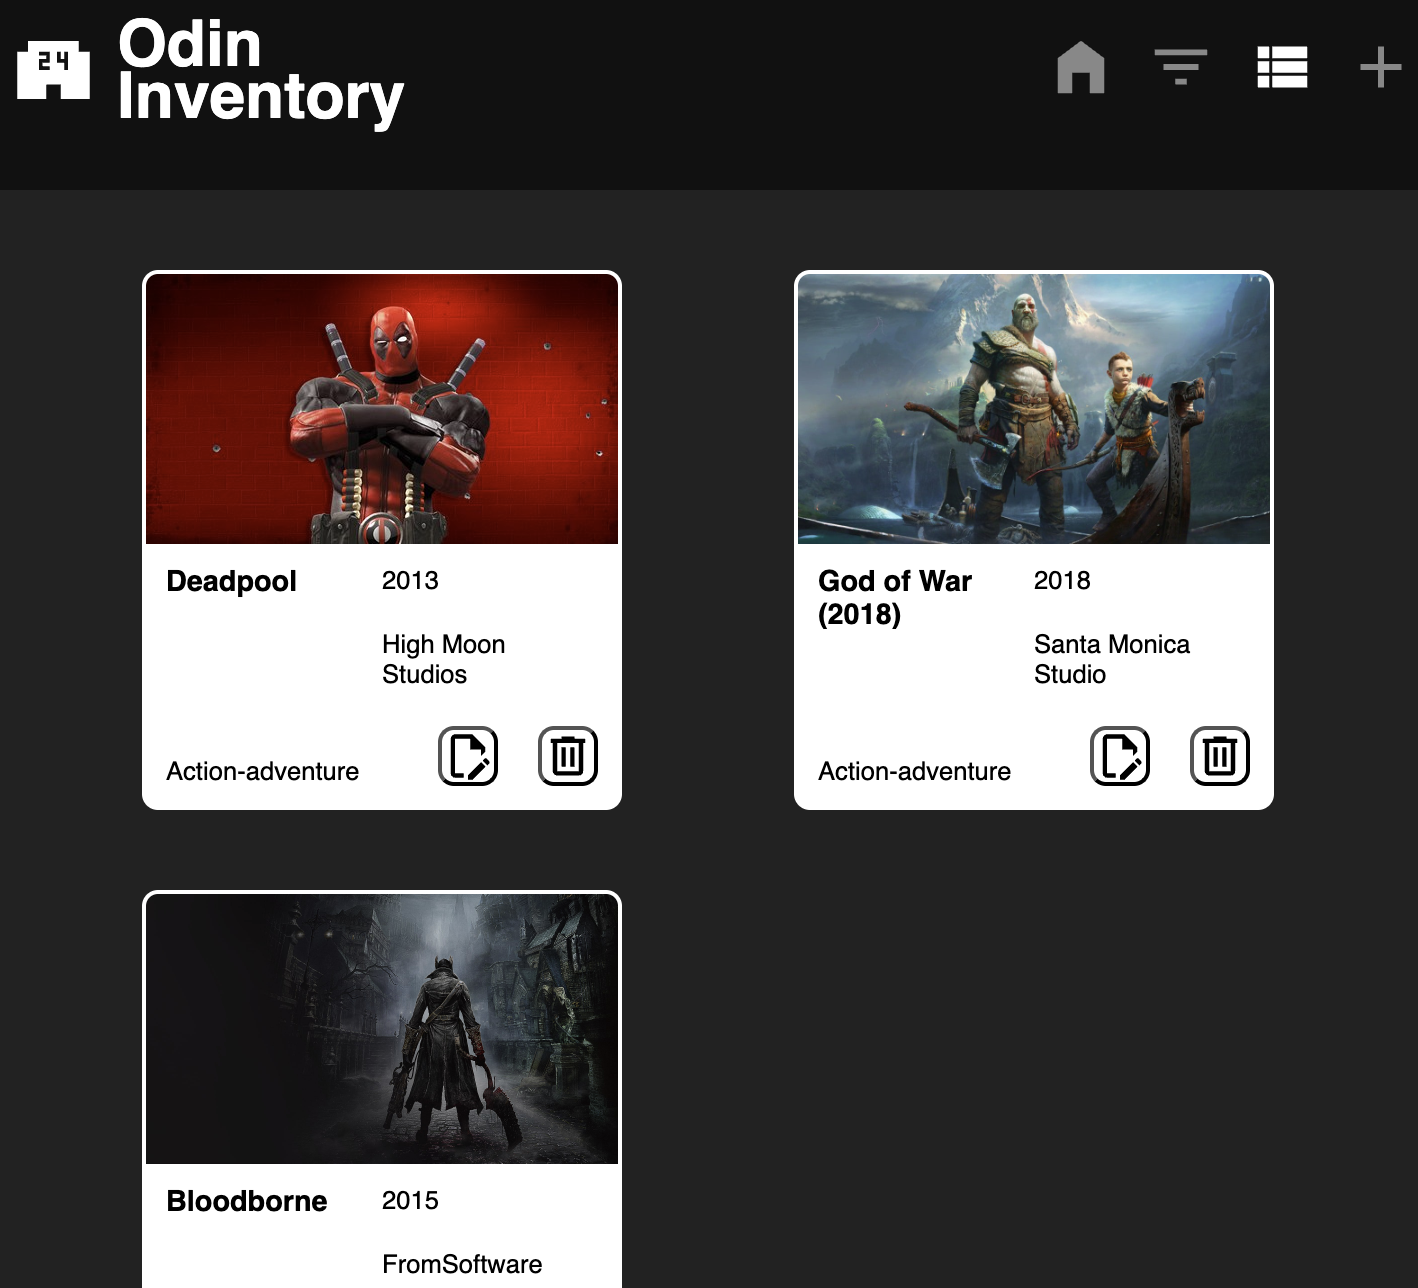 24
Odin
Inventory
Deadpool
2013
High Moon
Studios
Action-adventure
God of War
(2018)
2018
Santa Monica
Studio
Action-adventure
Bloodborne
2015
FromSoftware